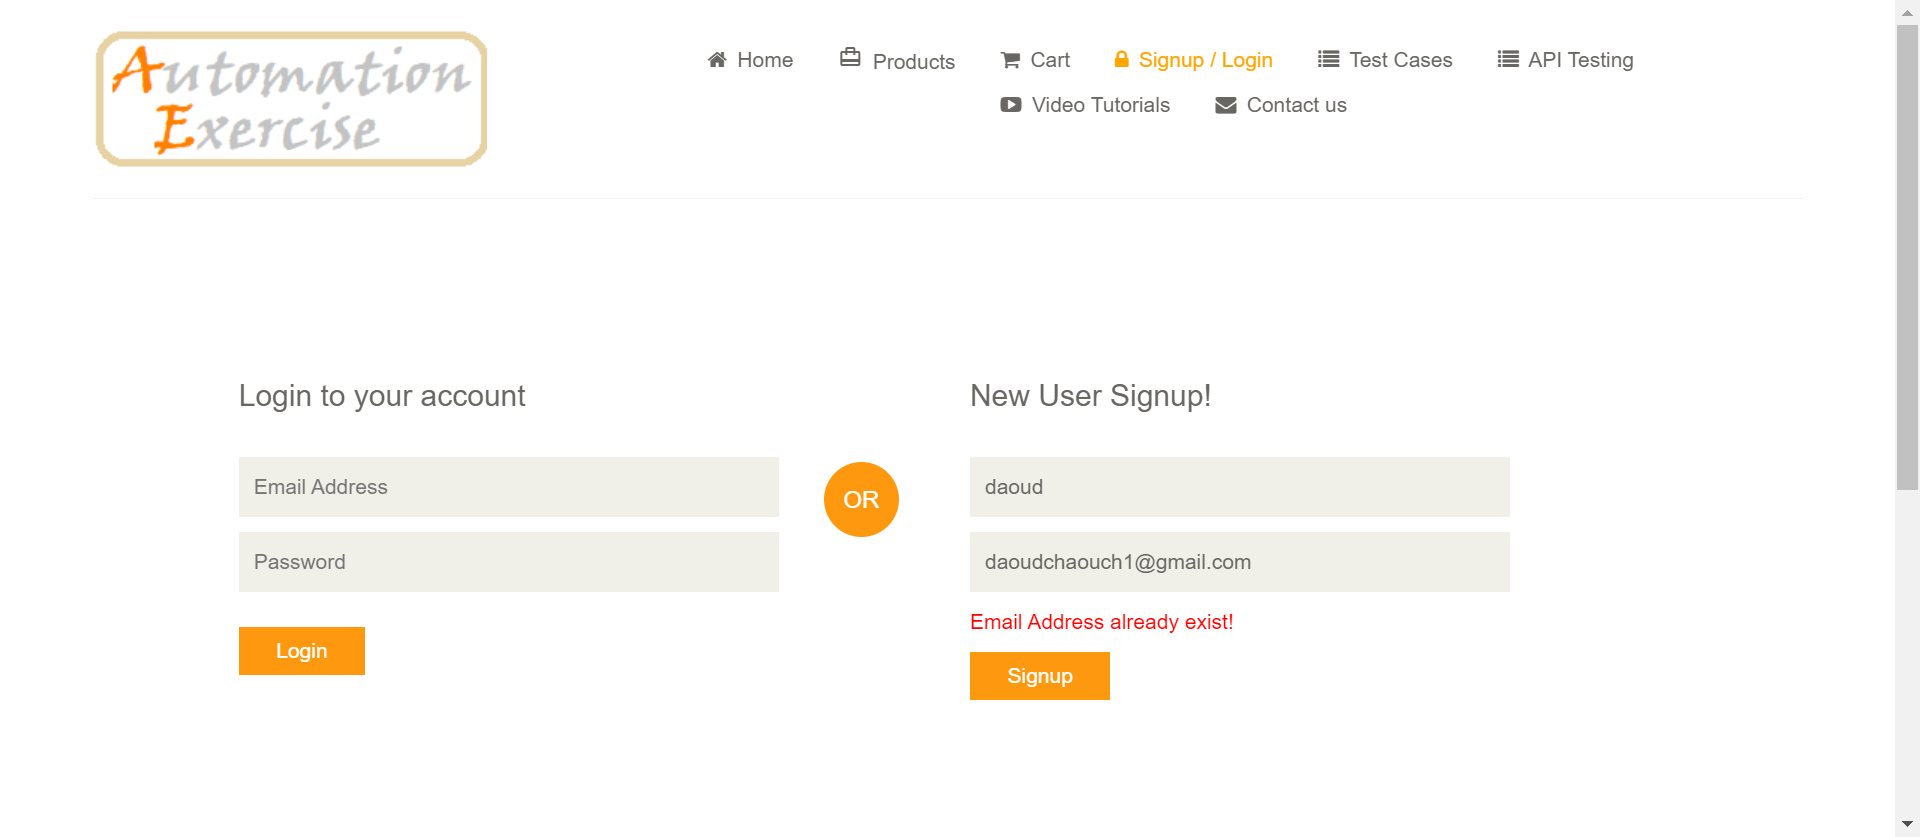 Automation
Exercise
Home Products Cart Signup / Login Test Cases API Testing
Video Tutorials Contact us
Login to your account
Email Address
Password
Login
OR
New User Signup!
daoud
daoudchaouch1@gmail.com
Email Address already exist!
Signup